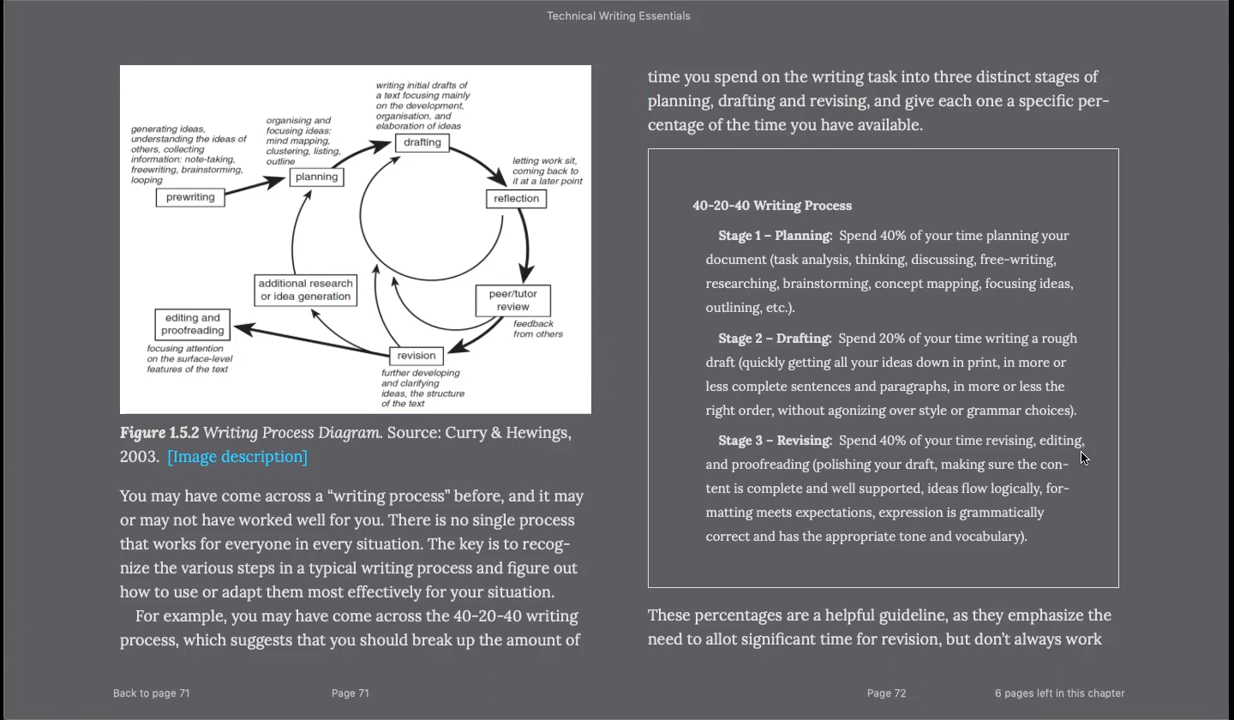 Technical Writing Essentials
writing initial drafts of
a text focusing mainly
on the development,
organisation, and
elaboration of ideas
drafting
organising and
focusing ideas:
mind mapping,
clustering, listing,
outline
planning
generating ideas,
understanding the ideas of
others, collecting
information: note-taking,
freewriting, brainstorming,
looping
prewriting
letting work sit,
coming back to
it at a later point
reflection
additional research
or idea generation
peer/tutor
review
feedback
from others
editing and
proofreading
focusing attention
on the surface-level
features of the text
revision
further developing
and clarifying
ideas, the structure
of the text
Figure 1.5.2 Writing Process Diagram. Source: Curry & Hewings,
2003. [Image description]
You may have come across a “writing process” before, and it may
or may not have worked well for you. There is no single process
that works for everyone in every situation. The key is to recog-
nize the various steps in a typical writing process and figure out
how to use or adapt them most effectively for your situation.
For example, you may have come across the 40-20-40 writing
process, which suggests that you should break up the amount of
time you spend on the writing task into three distinct stages of
planning, drafting and revising, and give each one a specific per-
centage of the time you have available.
40-20-40 Writing Process
Stage 1 – Planning: Spend 40% of your time planning your
document (task analysis, thinking, discussing, free-writing,
researching, brainstorming, concept mapping, focusing ideas,
outlining, etc.).
Stage 2 – Drafting: Spend 20% of your time writing a rough
draft (quickly getting all your ideas down in print, in more or
less complete sentences and paragraphs, in more or less the
right order, without agonizing over style or grammar choices).
Stage 3 – Revising: Spend 40% of your time revising, editing,
and proofreading (polishing your draft, making sure the con-
tent is complete and well supported, ideas flow logically, for-
matting meets expectations, expression is grammatically
correct and has the appropriate tone and vocabulary).
These percentages are a helpful guideline, as they emphasize the
need to allot significant time for revision, but don’t always work
Back to page 71
Page 71
Page 72
6 pages left in this chapter